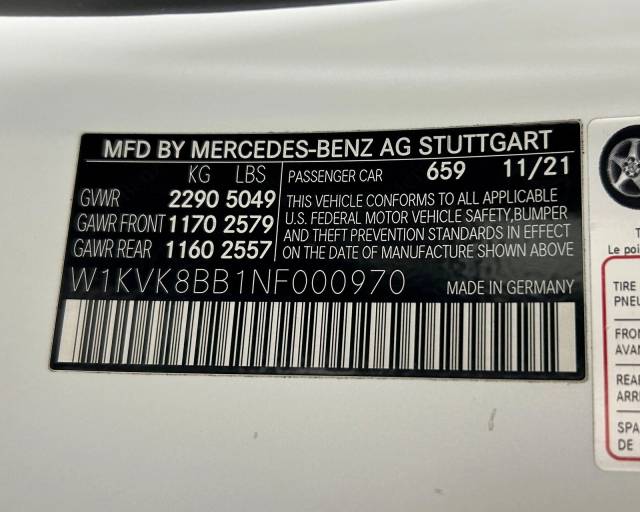 MFD BY MERCEDES-BENZ AG STUTTGART
KG LBS
GVWR 2290 5049
GAWR FRONT 1170 2579
GAWR REAR 1160 2557
PASSENGER CAR 659 11/21
THIS VEHICLE CONFORMS TO ALL APPLICABLE
U.S. FEDERAL MOTOR VEHICLE SAFETY,BUMPER
AND THEFT PREVENTION STANDARDS IN EFFECT
ON THE DATE OF MANUFACTURE SHOWN ABOVE
W1KVK8BB1NF000970 MADE IN GERMANY
T
Le poi
TIRE
PNEU
FRON
AVAN
REAR
ARRI
SPA
DE